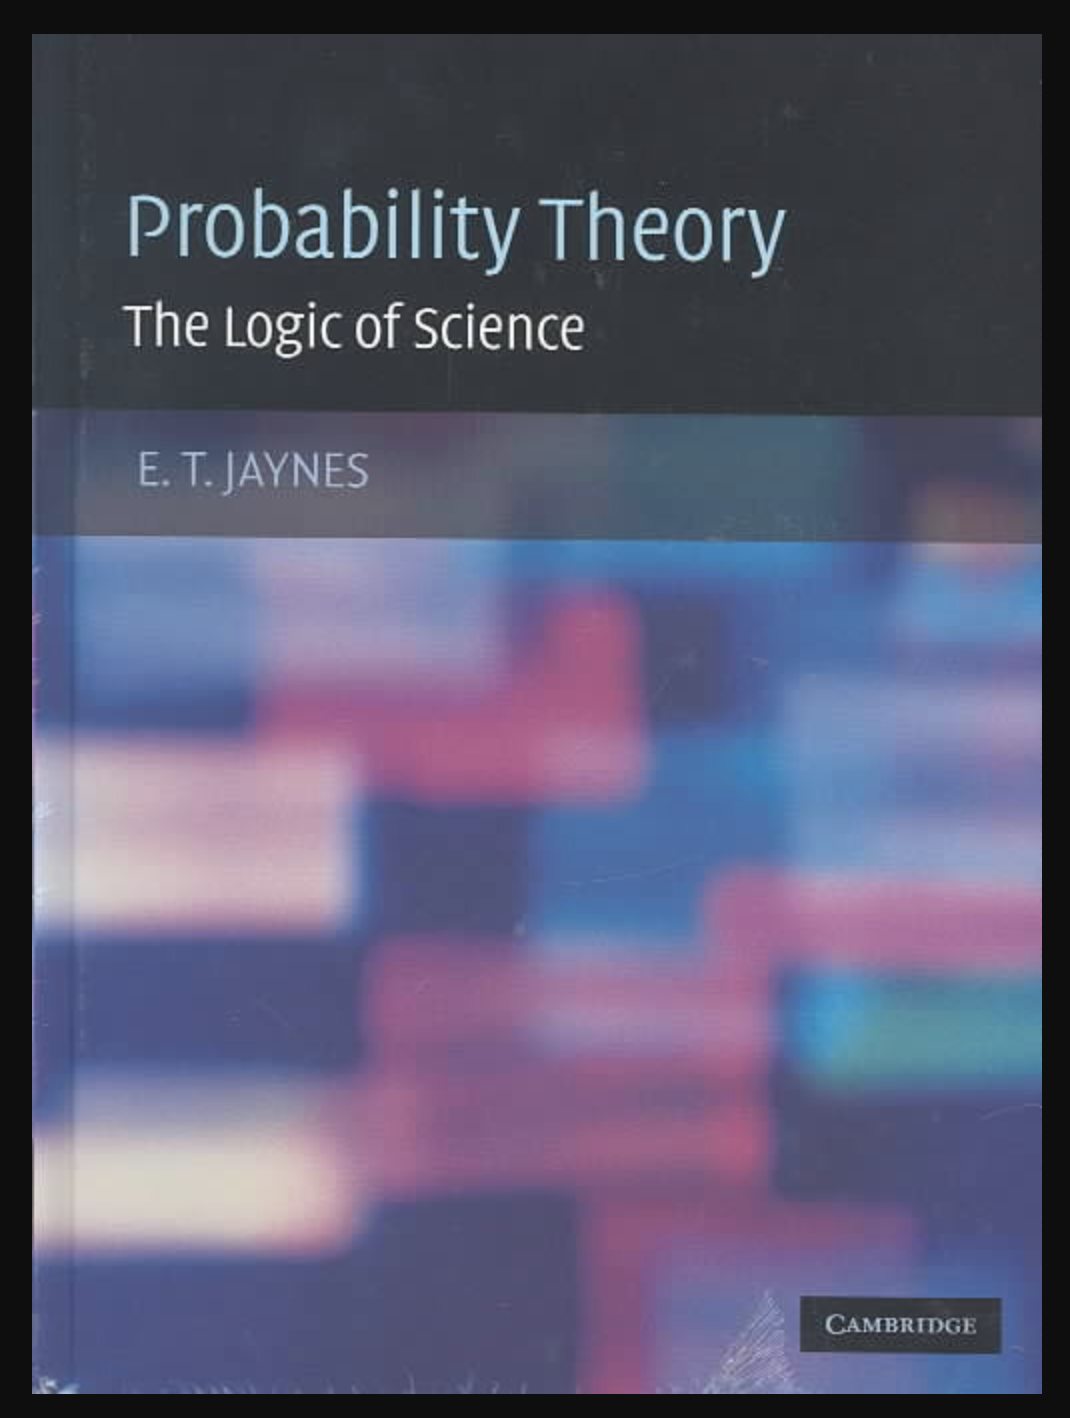 Probability Theory
The Logic of Science
E. T. JAYNES
CAMBRIDGE